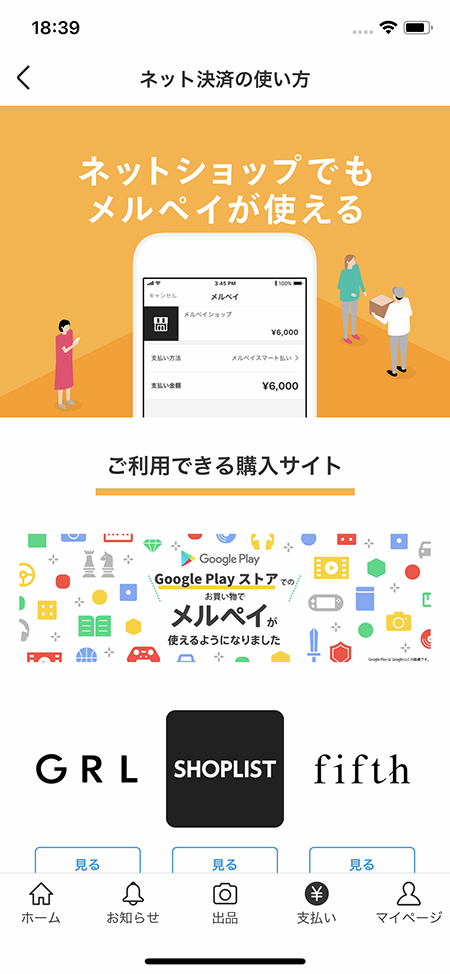 18:39
ネット決済の使い方
ネットショップでも
メルペイが使える
3:45 PM
100%
キャンセル
メルペイ
メルペイショップ
¥6,000
支払い方法
メルペイスマート払い
支払い金額
¥6,000
ご利用できる購入サイト
Google Play
Google Play ストアでの
お買い物で
メルペイが
使えるようになりました
Google Play は Google LLC の商標です。
GRL
SHOPLIST
fifth
見る
見る
見る
ホーム
お知らせ
出品
支払い
マイページ